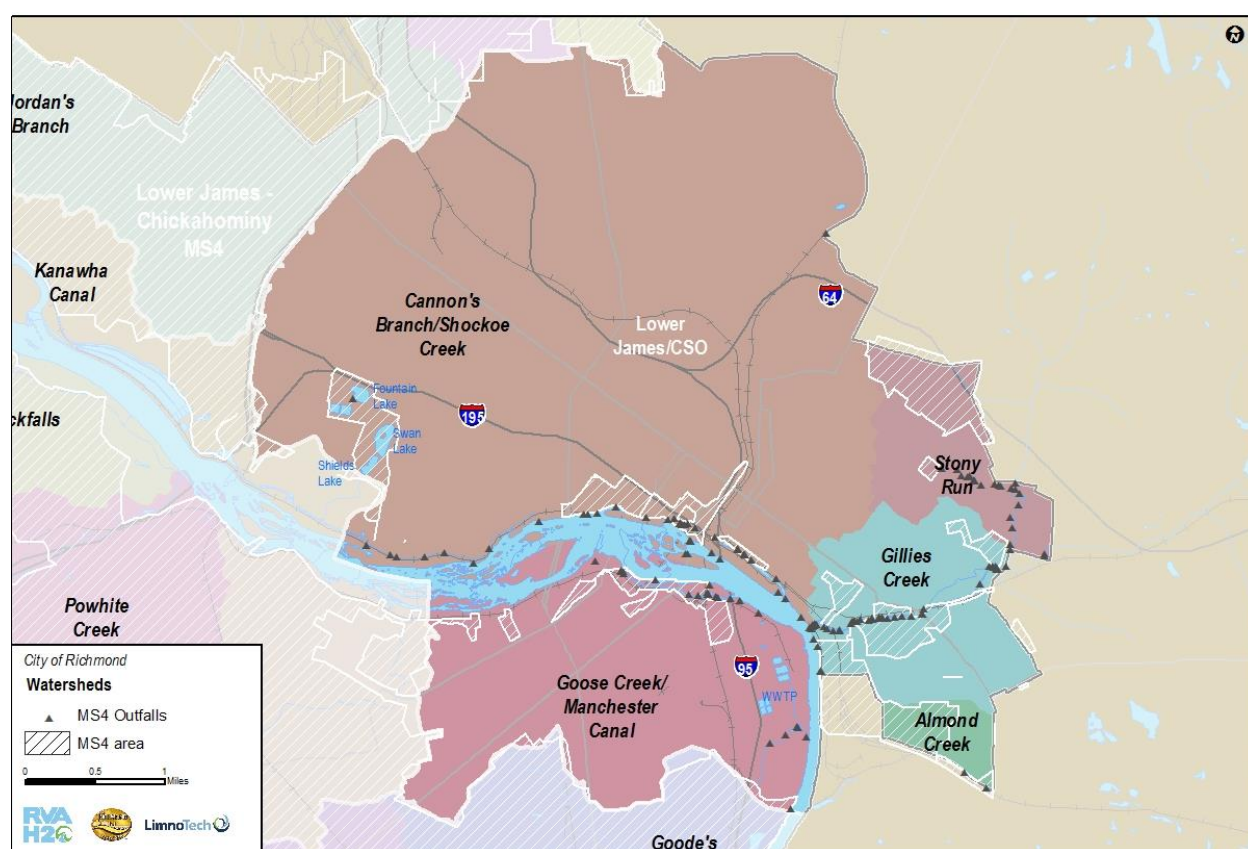 N
Jordan's
Branch
Lower James -
Chickahominy
MS4
Kanawha
Canal
Cannon's
Branch/Shockoe
Creek
Lower
James/CSO
64
195
Fountain
Lake
Swan
Lake
Shields
Lake
ckfalls
Stony
Run
Gillies
Creek
Powhite
Creek
Goose Creek/
Manchester
Canal
95
WWTP
Almond
Creek
Goode's
City of Richmond
Watersheds
MS4 Outfalls
MS4 area
0 0.5 1
Miles
RVA
H2O
LimnoTech